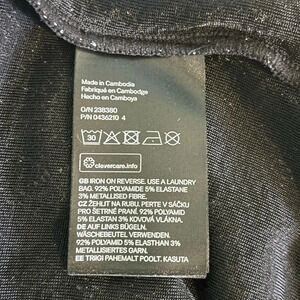 Made in Cambodia
Fabriqué en Cambodge
Hecho en Camboya
O/N 238380
P/N 0436210 4
30
clevercare.info
GB IRON ON REVERSE. USE A LAUNDRY
BAG. 92% POLYAMIDE 5% ELASTANE
3% METALLISED FIBRE.
CZ ŽEHLIT NA RUBU. PERTE V SÁČKU
PRO ŠETRNÉ PRANÍ. 92% POLYAMID
5% ELASTAN 3% KOVOVÁ VLÁKNA.
DE AUF LINKS BÜGELN.
WÄSCHEBEUTEL VERWENDEN.
92% POLYAMID 5% ELASTHAN 3%
METALLISIERTES GARN.
EE TRIIGI PAHEMALT POOLT. KASUTA